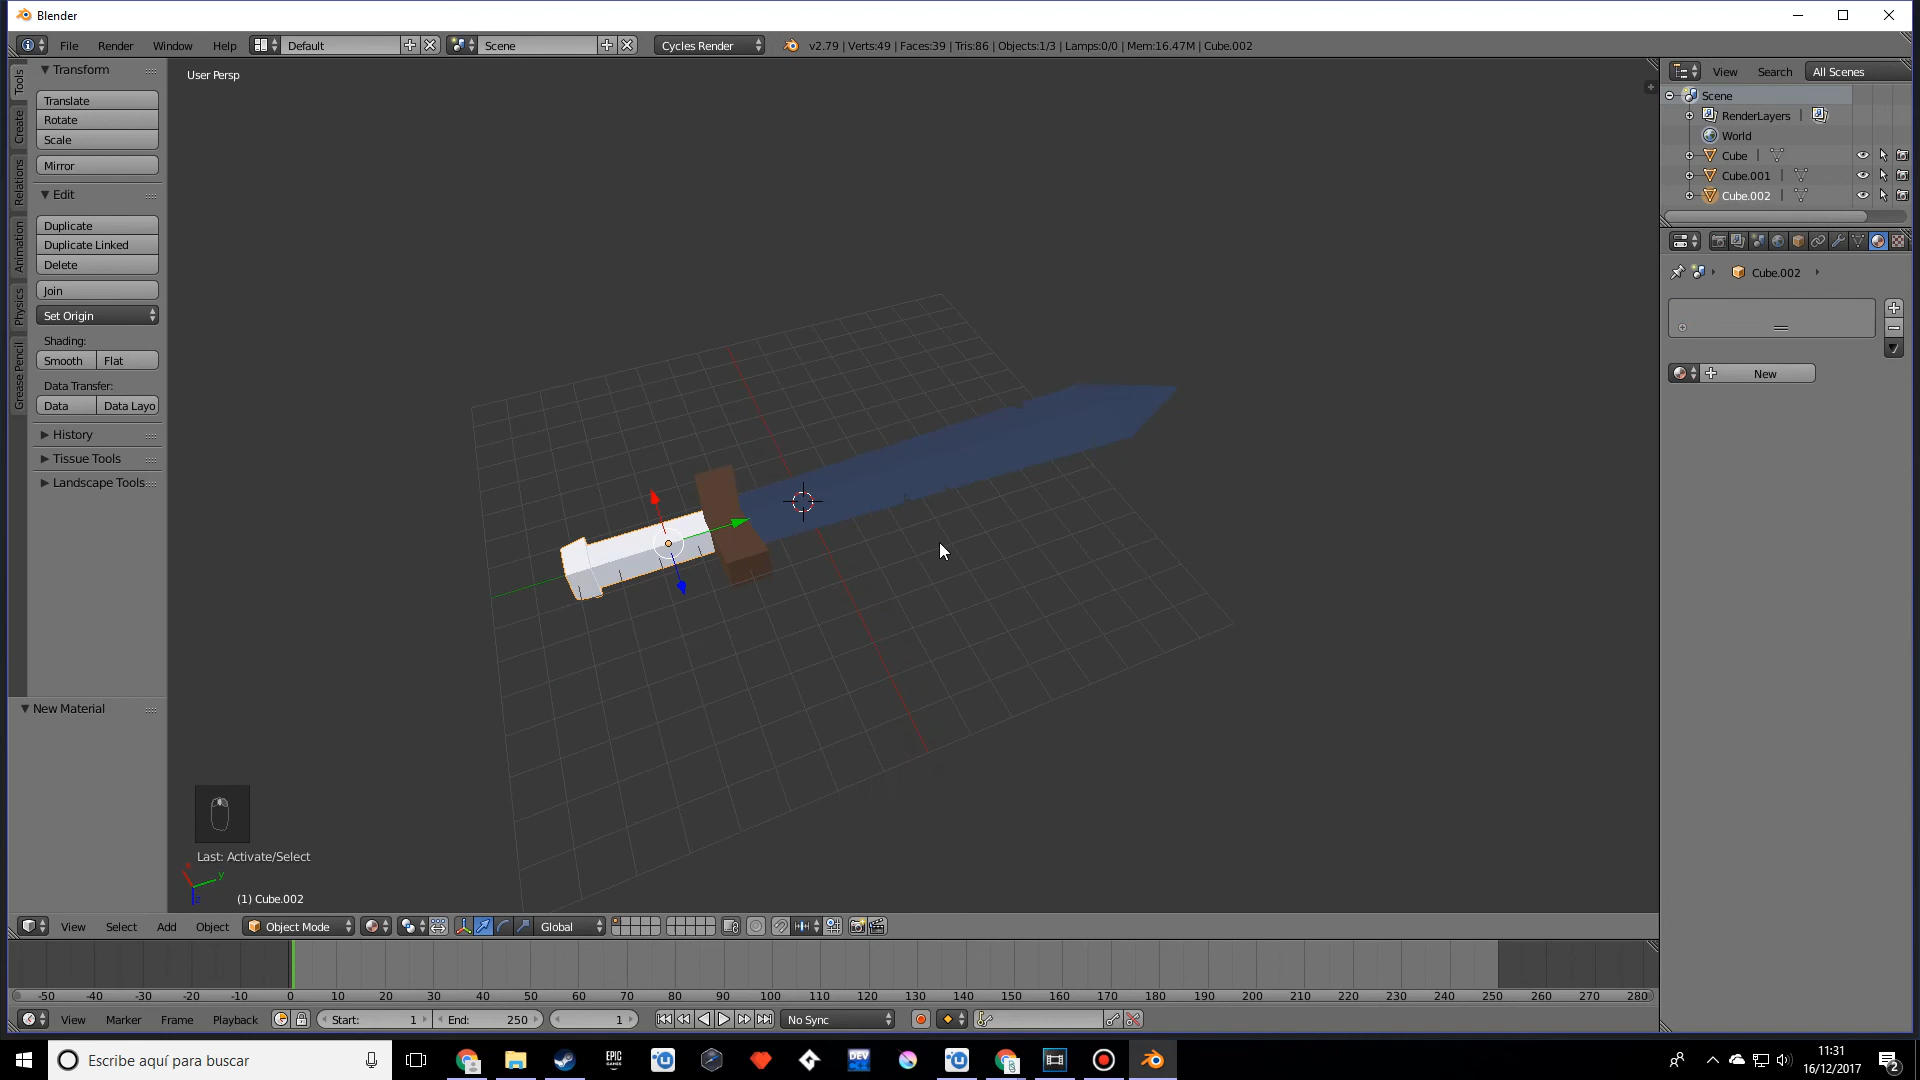 Blender
File Render Window Help Default Scene Cycles Render v2.79 | Verts:49 | Faces:39 | Tris:86 | Objects:1/3 | Lamps:0/0 | Mem:16.47M | Cube.002
Tools
Create
Relations
Animation
Physics
Grease Pencil
Transform
Translate
Rotate
Scale
Mirror
Edit
Duplicate
Duplicate Linked
Delete
Join
Set Origin
Shading:
Smooth Flat
Data Transfer:
Data Data Layo
History
Tissue Tools
Landscape Tools
New Material
User Persp
Last: Activate/Select
x
y
z
(1) Cube.002
View Search All Scenes
Scene
RenderLayers |
World
Cube |
Cube.001 |
Cube.002 |
Cube.002
New
View Select Add Object Object Mode Global
-50 -40 -30 -20 -10 0 10 20 30 40 50 60 70 80 90 100 110 120 130 140 150 160 170 180 190 200 210 220 230 240 250 260 270 280
View Marker Frame Playback Start: 1 End: 250 1 No Sync
Escribe aquí para buscar
EPIC
GAMES
DEV
11:31
16/12/2017
2